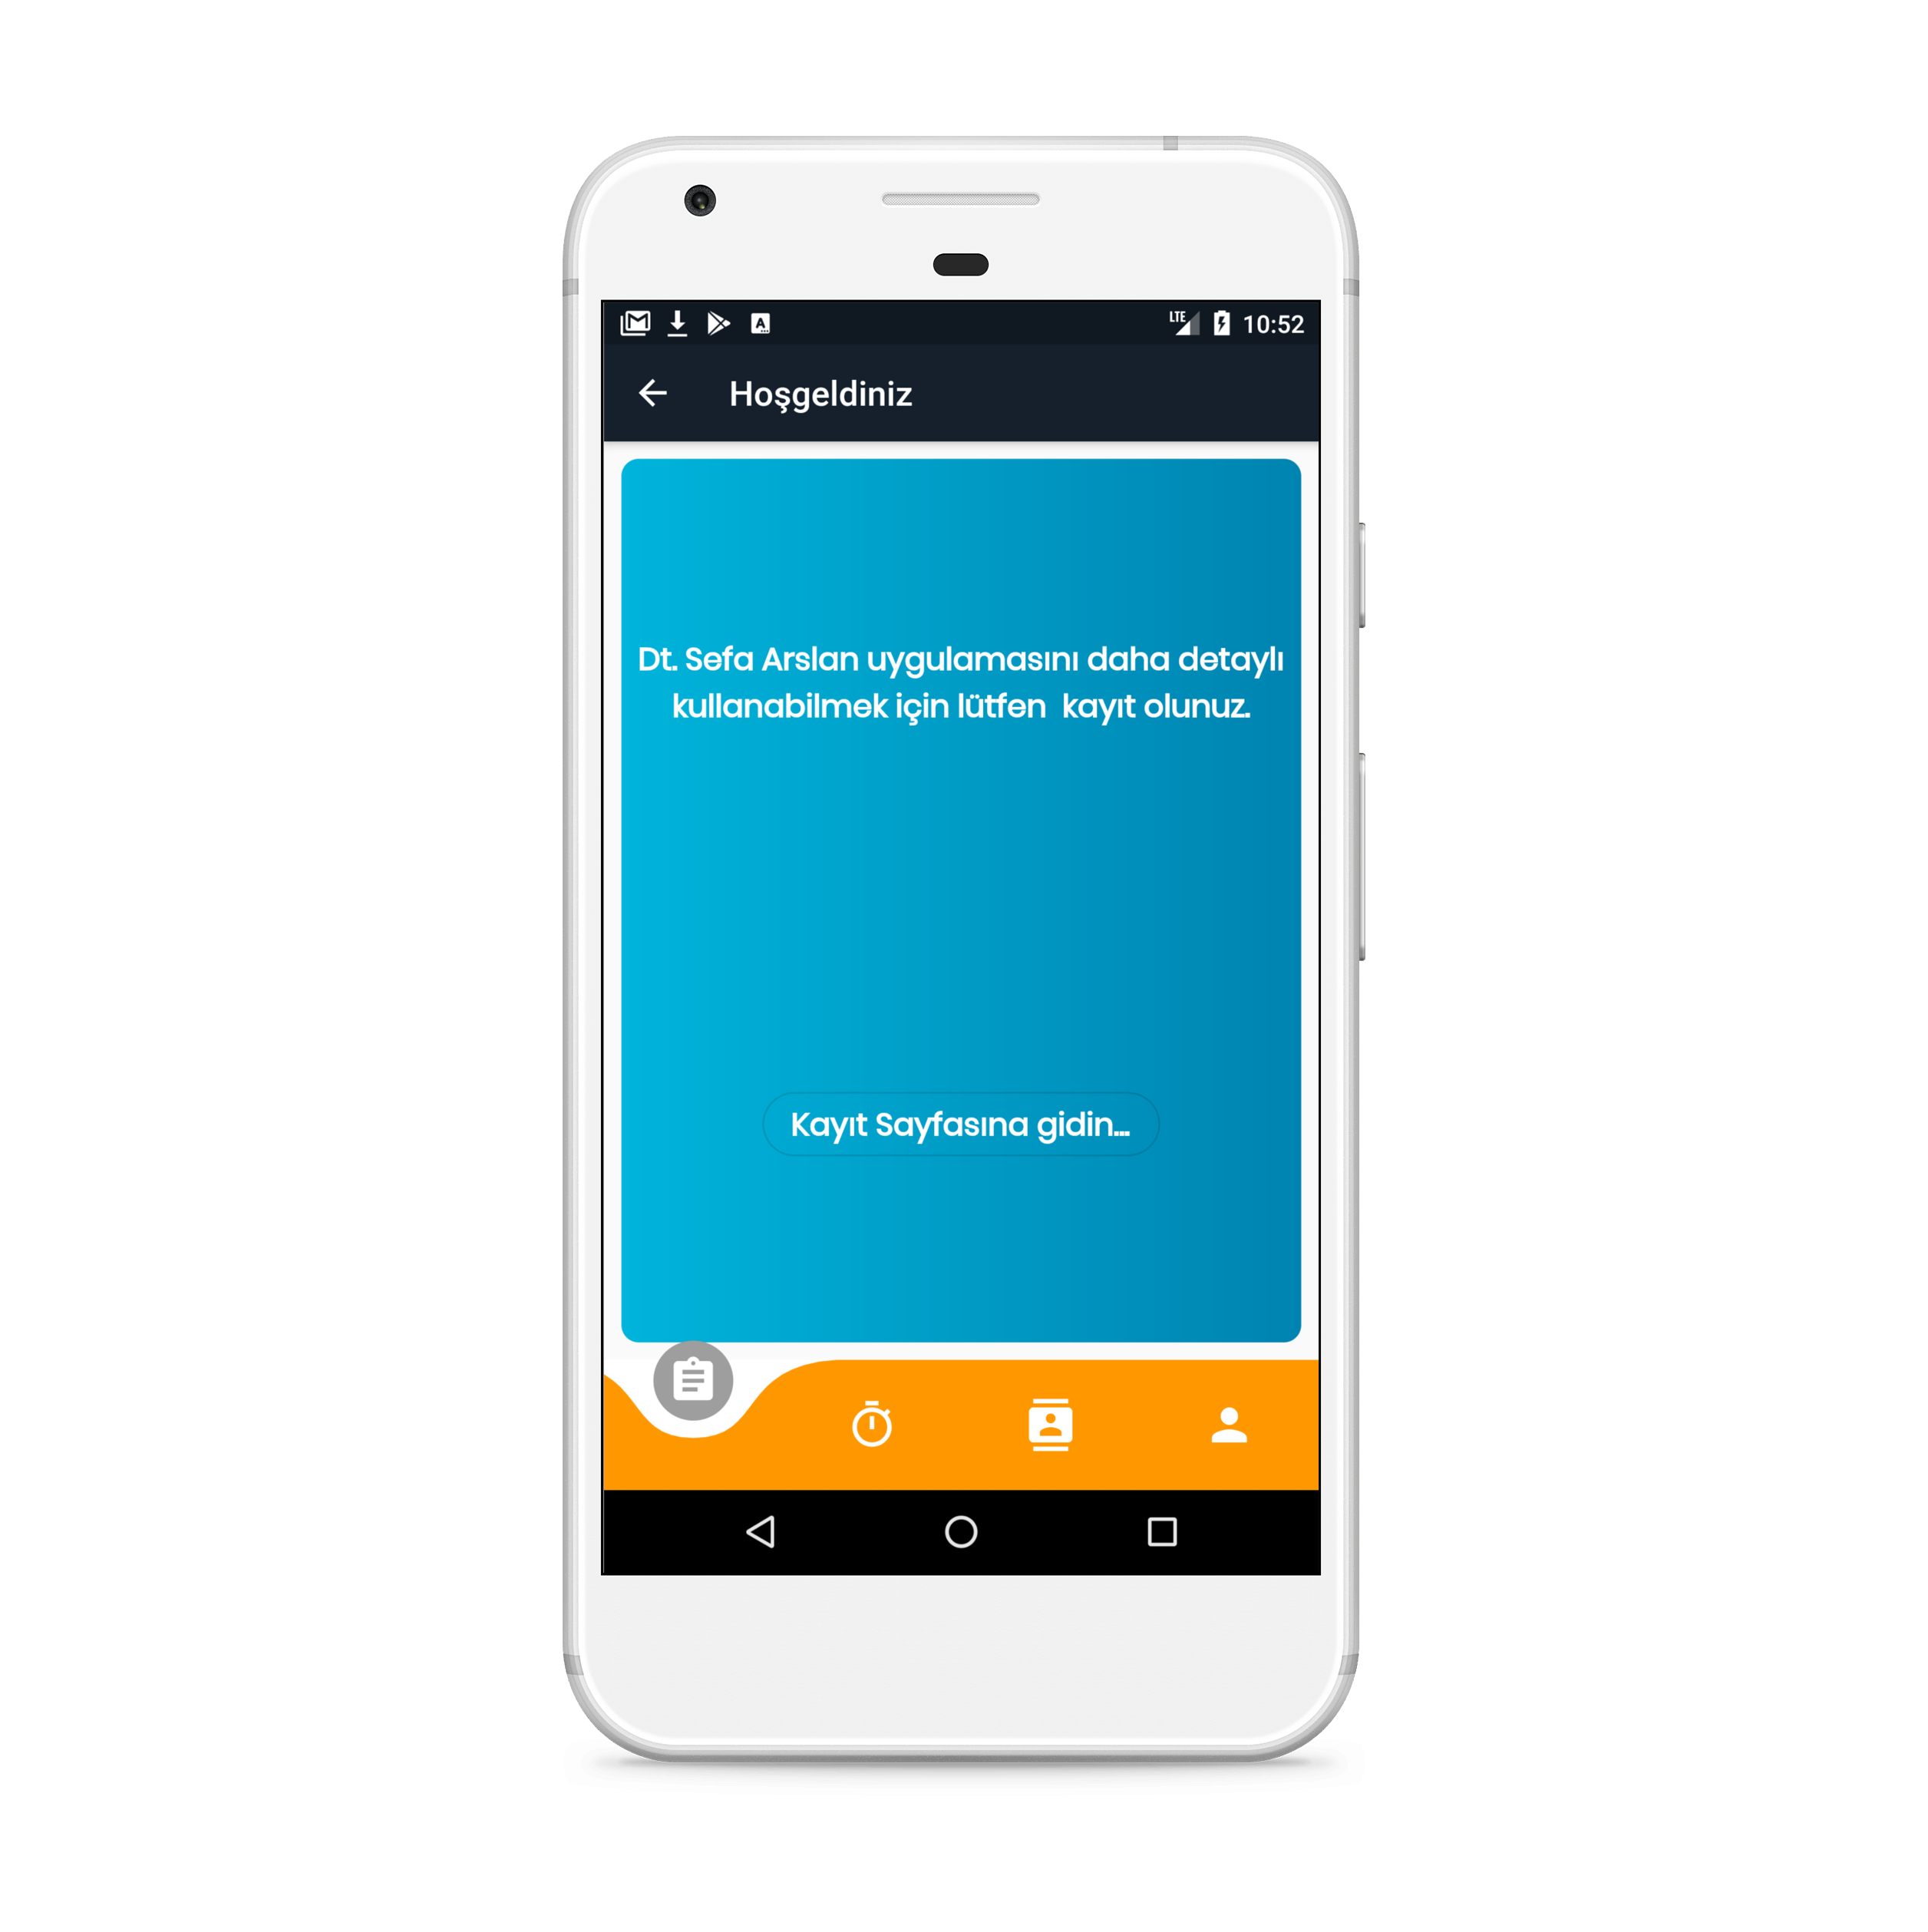 LTE 10:52
Hoşgeldiniz
Dt. Sefa Arslan uygulamasını daha detaylı
kullanabilmek için lütfen  kayıt olunuz.
Kayıt Sayfasına gidin...